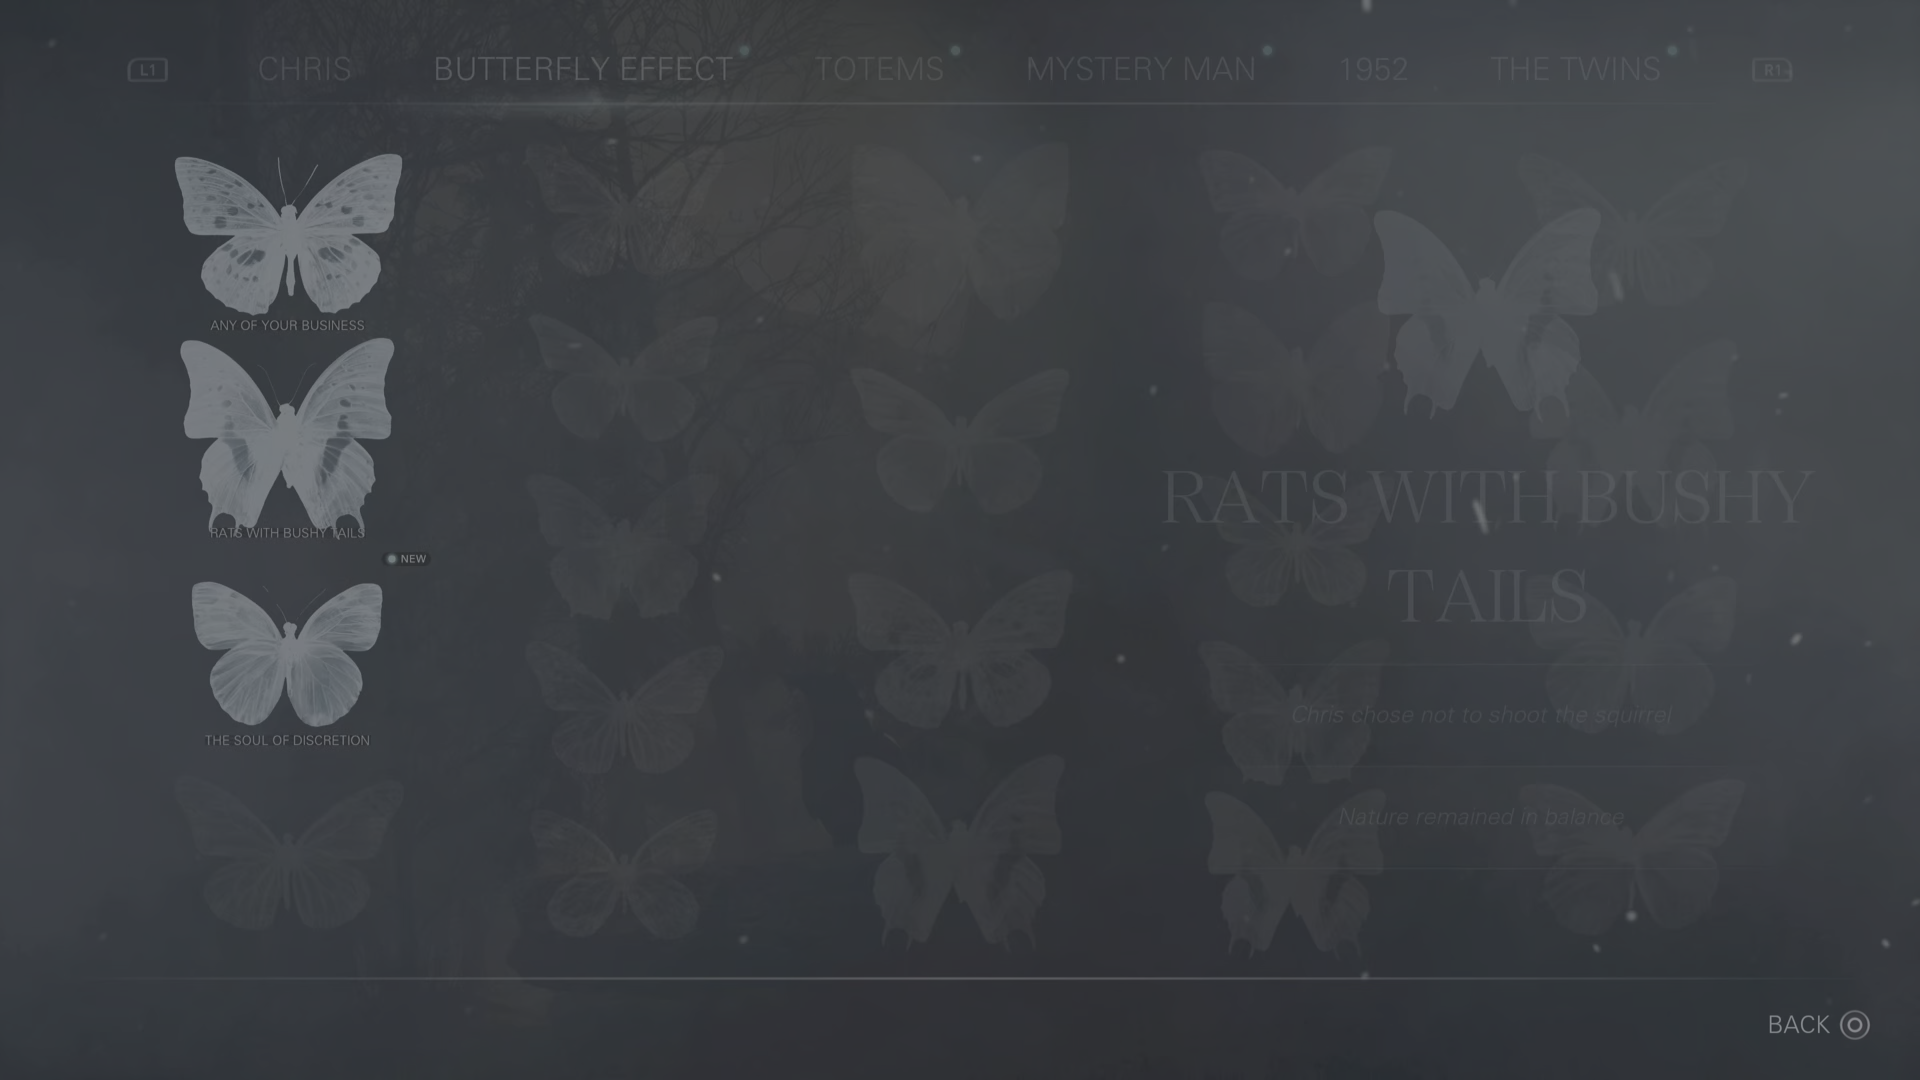 L1
CHRIS
BUTTERFLY EFFECT
TOTEMS
MYSTERY MAN
1952
THE TWINS
R1
ANY OF YOUR BUSINESS
RATS WITH BUSHY TAILS
NEW
THE SOUL OF DISCRETION
RATS WITH BUSHY
TAILS
Chris chose not to shoot the squirrel
Nature remained in balance
BACK